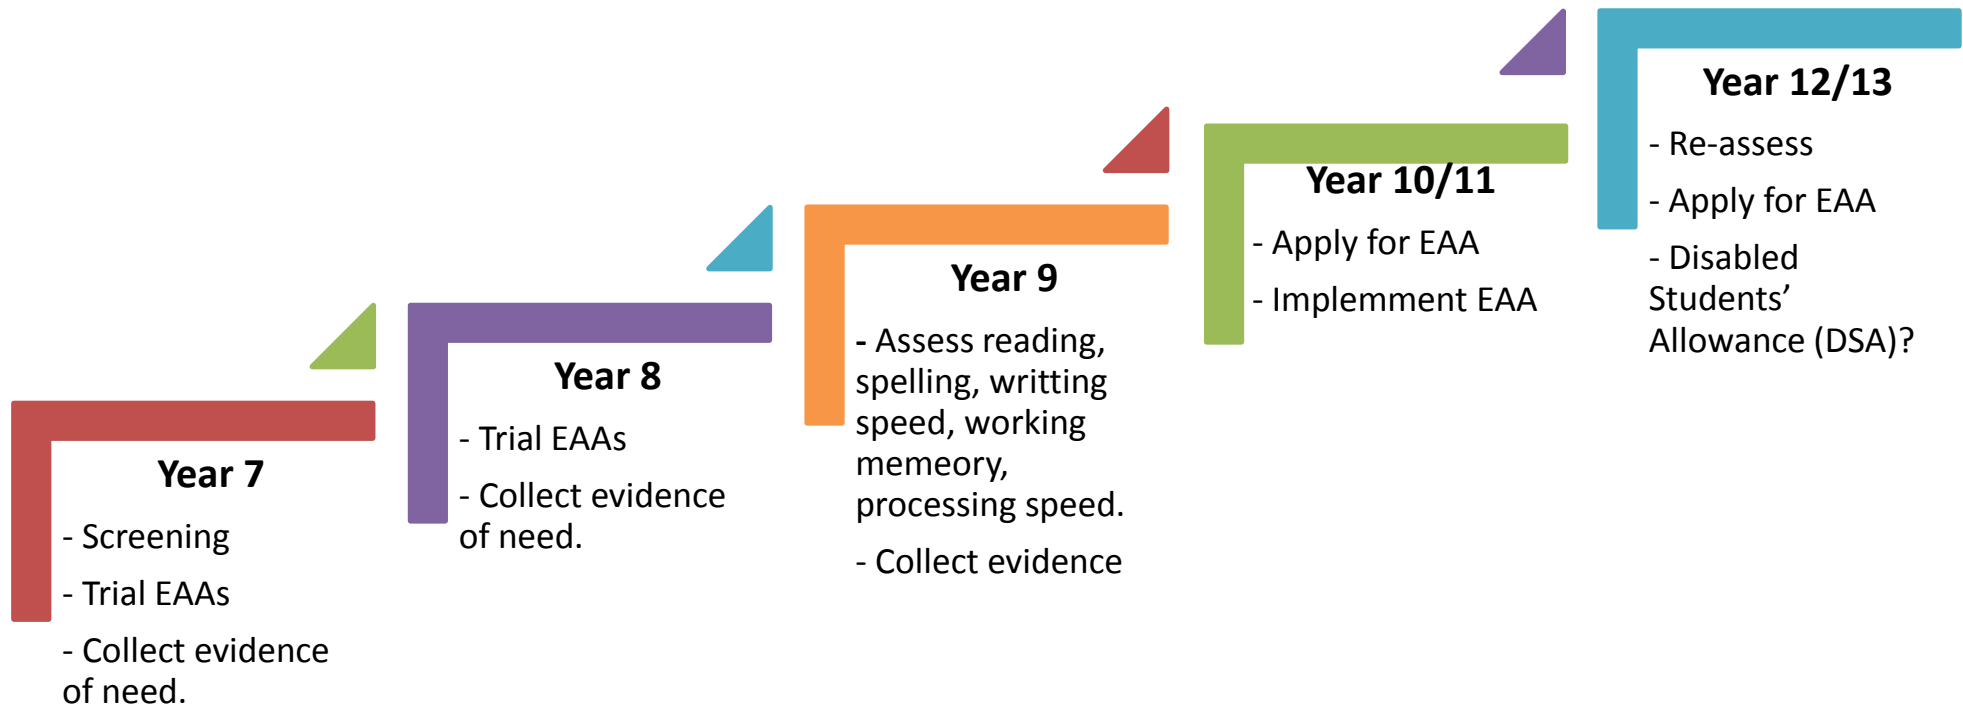 Year 7
- Screening
- Trial EAAs
- Collect evidence
of need.
Year 8
- Trial EAAs
- Collect evidence
of need.
Year 9
- Assess reading,
spelling, writting
speed, working
memeory,
processing speed.
- Collect evidence
Year 10/11
- Apply for EAA
- Implemment EAA
Year 12/13
- Re-assess
- Apply for EAA
- Disabled
Students’
Allowance (DSA)?